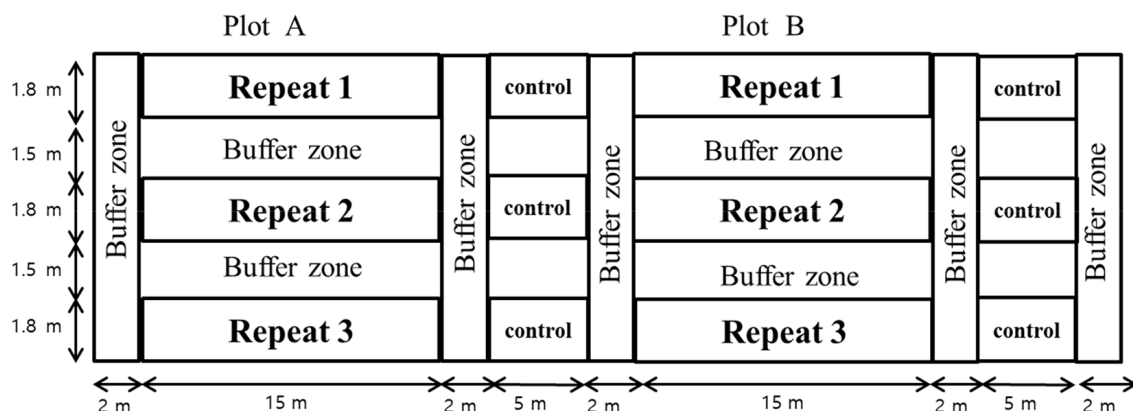 Plot A
Plot B
1.8 m
Buffer zone
Repeat 1
Buffer zone
control
Buffer zone
Repeat 1
Buffer zone
control
Buffer zone
1.5 m
Buffer zone
Buffer zone
1.8 m
Repeat 2
control
Repeat 2
control
1.5 m
Buffer zone
Buffer zone
1.8 m
Repeat 3
control
Repeat 3
control
2 m
15 m
2 m
5 m
2 m
15 m
2 m
5 m
2 m